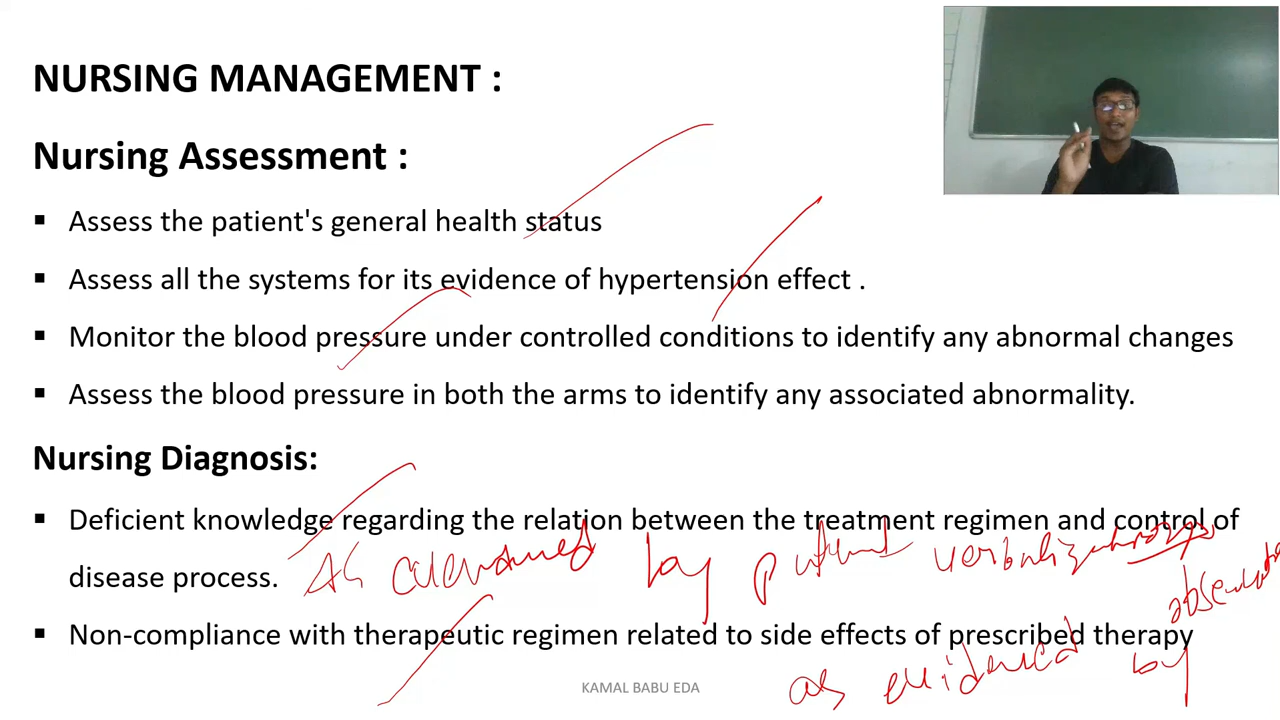 NURSING MANAGEMENT :
Nursing Assessment :
▪ Assess the patient's general health status
▪ Assess all the systems for its evidence of hypertension effect .
▪ Monitor the blood pressure under controlled conditions to identify any abnormal changes
▪ Assess the blood pressure in both the arms to identify any associated abnormality.
Nursing Diagnosis:
▪ Deficient knowledge regarding the relation between the treatment regimen and control of
disease process. As evidenced by patient verbalization
▪ Non-compliance with therapeutic regimen related to side effects of prescribed therapy
as evidenced by observation
KAMAL BABU EDA